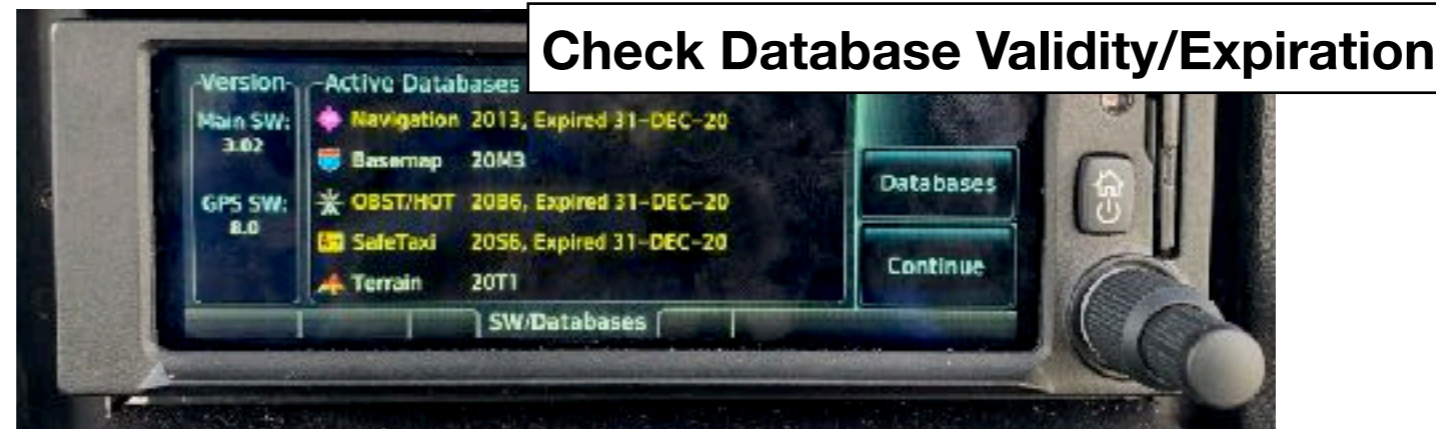 Check Database Validity/Expiration
Version
Active Databases
Main SW:
3.02
GPS SW:
8.0
Navigation 2013, Expired 31-DEC-20
Basemap 20M3
OBST/HOT 20B6, Expired 31-DEC-20
SafeTaxi 20S6, Expired 31-DEC-20
Terrain 20T1
Databases
Continue
SW/Databases